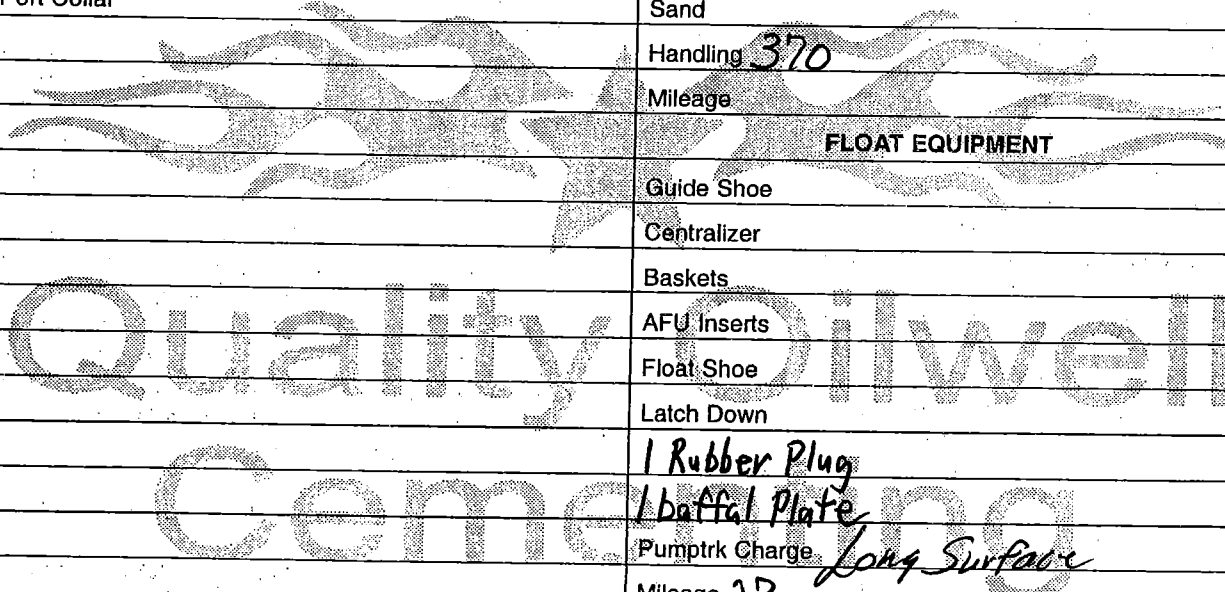 Port Collar
Sand
Handling 370
Mileage
FLOAT EQUIPMENT
Guide Shoe
Centralizer
Baskets
AFU Inserts
Float Shoe
Latch Down
Quality Oilwell
Cementing
1 Rubber Plug
1 baffal Plate
Pumptrk Charge Long Surface
Mileage